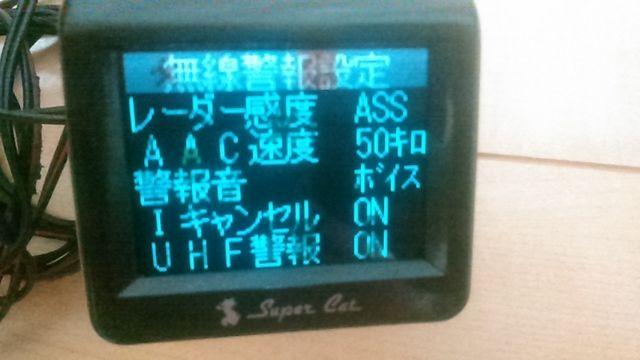 無線警報設定
レーダー感度 ASS
AAC速度 50キロ
警報音 ボイス
Iキャンセル ON
UHF警報 ON
Super Cat